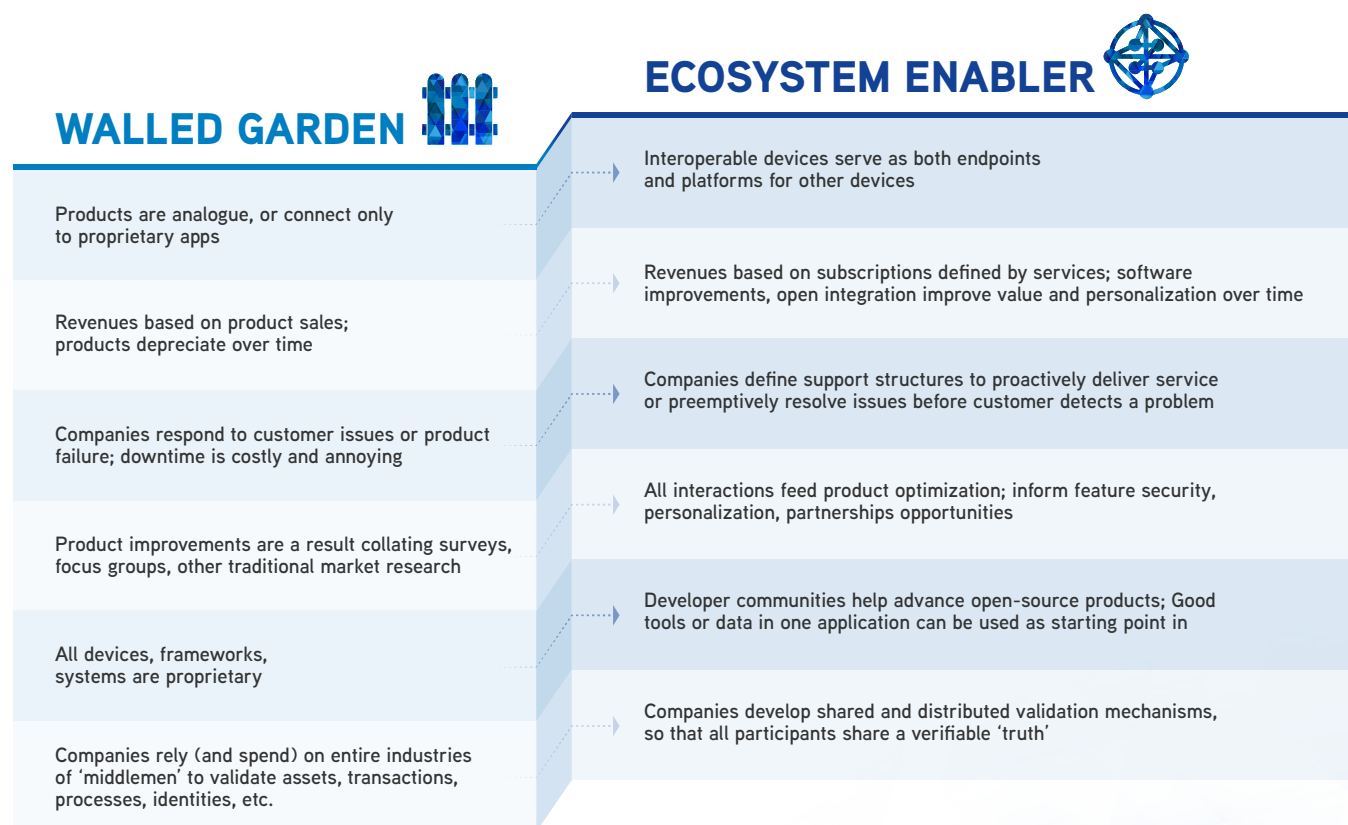 WALLED GARDEN
Products are analogue, or connect only
to proprietary apps
Revenues based on product sales;
products depreciate over time
Companies respond to customer issues or product
failure; downtime is costly and annoying
Product improvements are a result collating surveys,
focus groups, other traditional market research
All devices, frameworks,
systems are proprietary
Companies rely (and spend) on entire industries
of ‘middlemen’ to validate assets, transactions,
processes, identities, etc.
ECOSYSTEM ENABLER
Interoperable devices serve as both endpoints
and platforms for other devices
Revenues based on subscriptions defined by services; software
improvements, open integration improve value and personalization over time
Companies define support structures to proactively deliver service
or preemptively resolve issues before customer detects a problem
All interactions feed product optimization; inform feature security,
personalization, partnerships opportunities
Developer communities help advance open-source products; Good
tools or data in one application can be used as starting point in
Companies develop shared and distributed validation mechanisms,
so that all participants share a verifiable ‘truth’